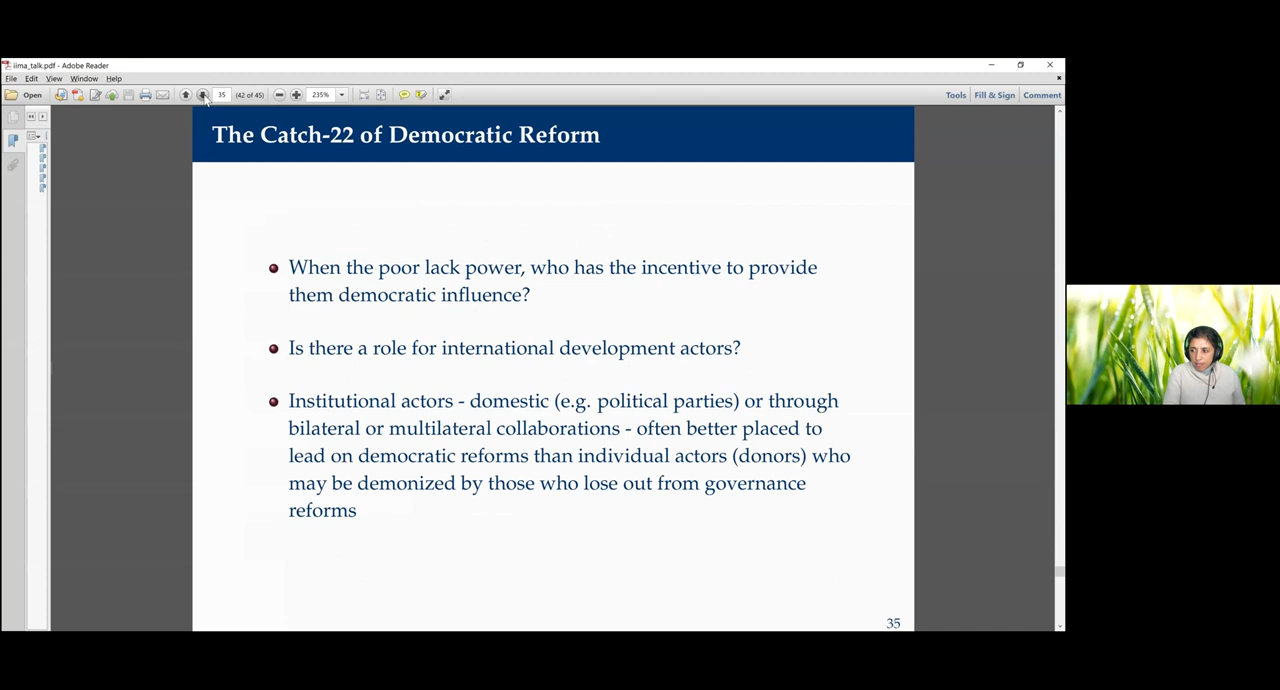 iima_talk.pdf - Adobe Reader
File Edit View Window Help
Open 35 (42 of 45) 235% Tools Fill & Sign Comment
The Catch-22 of Democratic Reform
When the poor lack power, who has the incentive to provide
them democratic influence?
Is there a role for international development actors?
Institutional actors - domestic (e.g. political parties) or through
bilateral or multilateral collaborations - often better placed to
lead on democratic reforms than individual actors (donors) who
may be demonized by those who lose out from governance
reforms
35